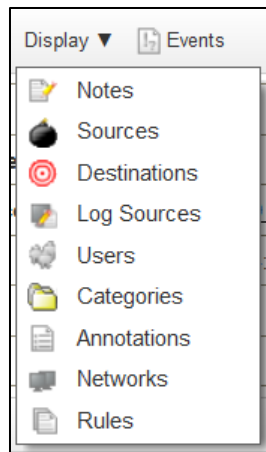 Display ▼ Events
Notes
Sources
Destinations
Log Sources
Users
Categories
Annotations
Networks
Rules